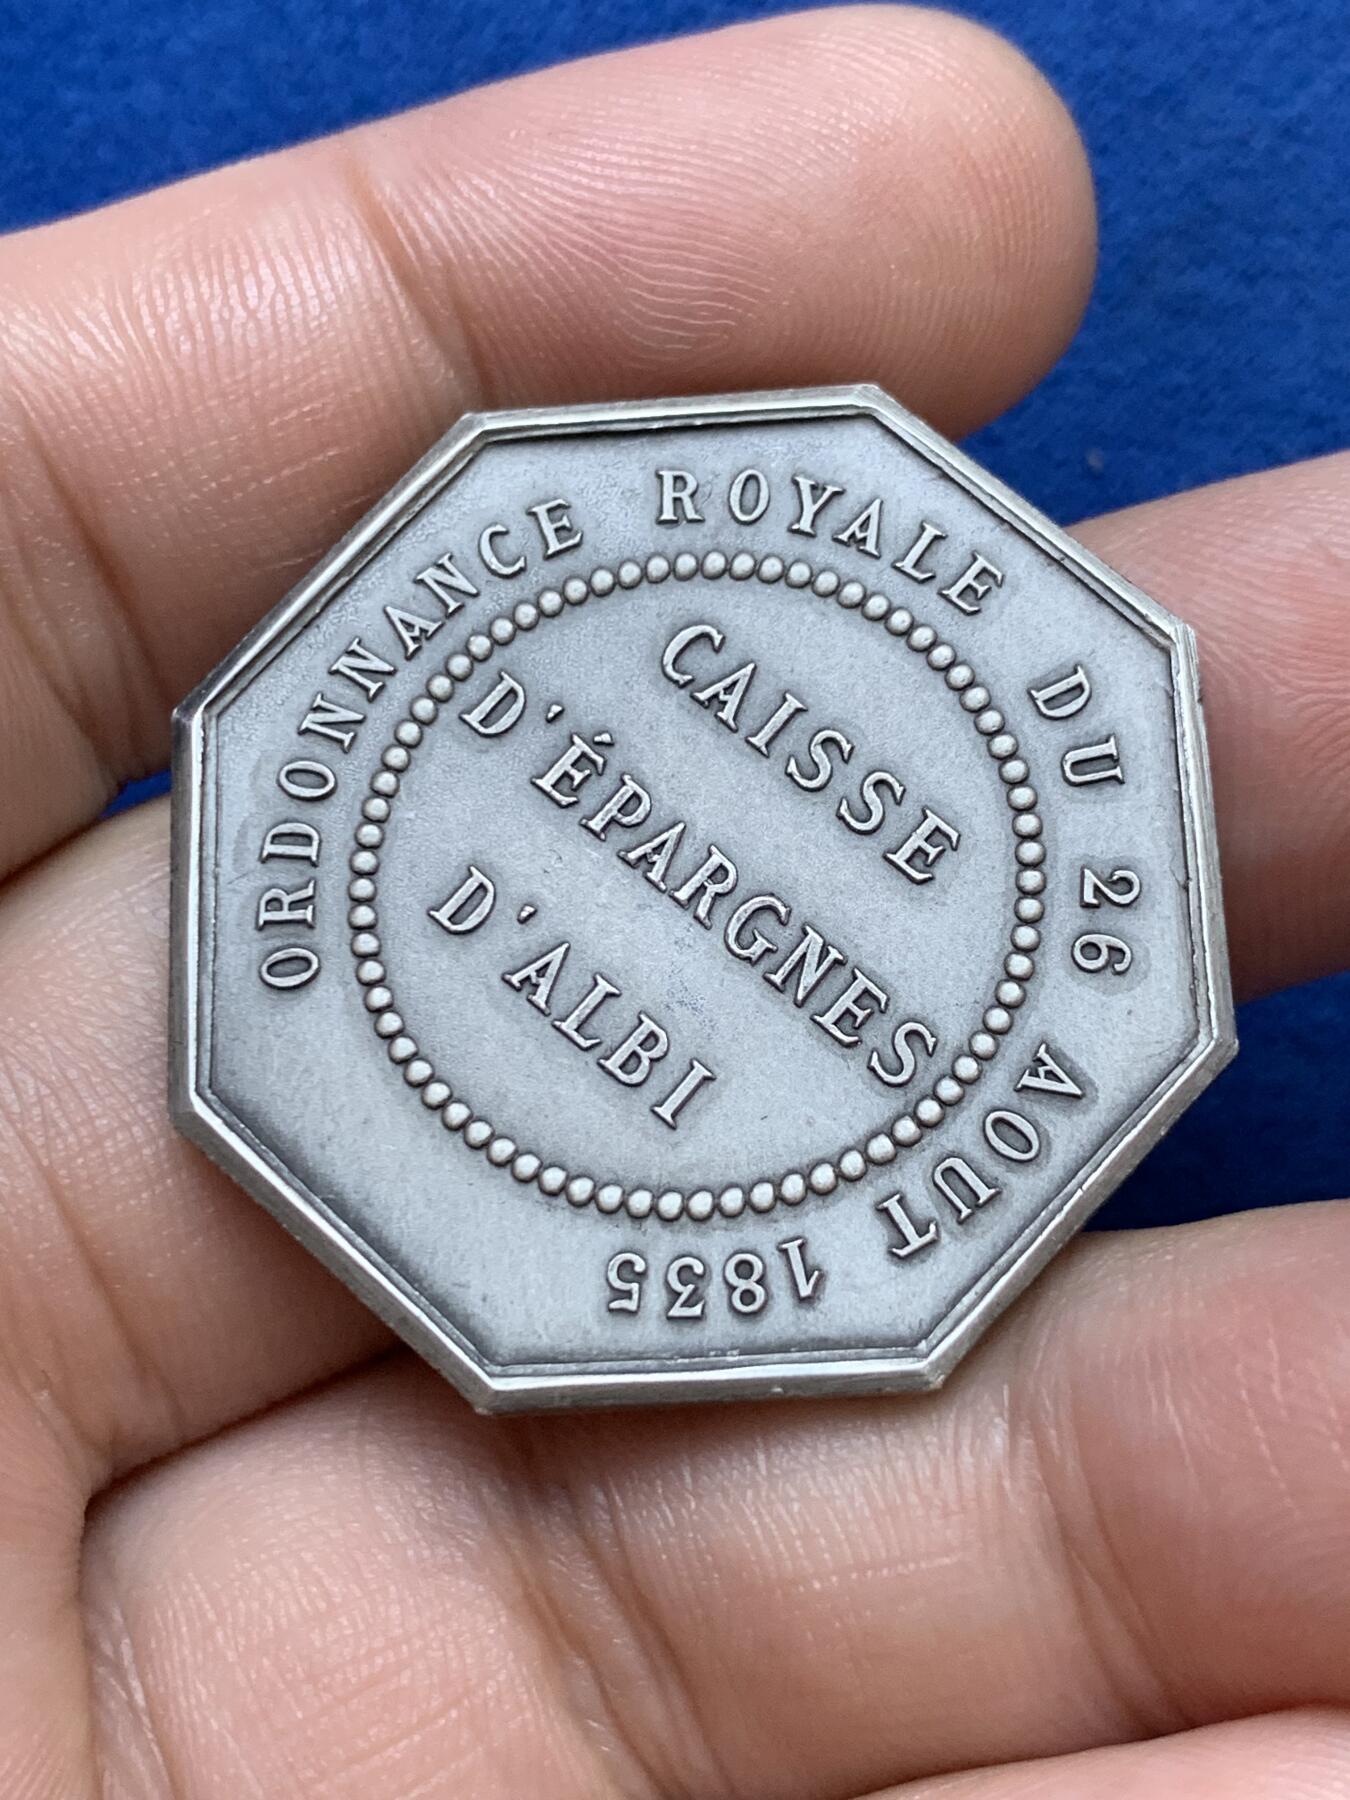 ORDONNANCE ROYALE DU 26 AOUT 1835
CAISSE
D'ÉPARGNES
D'ALBI